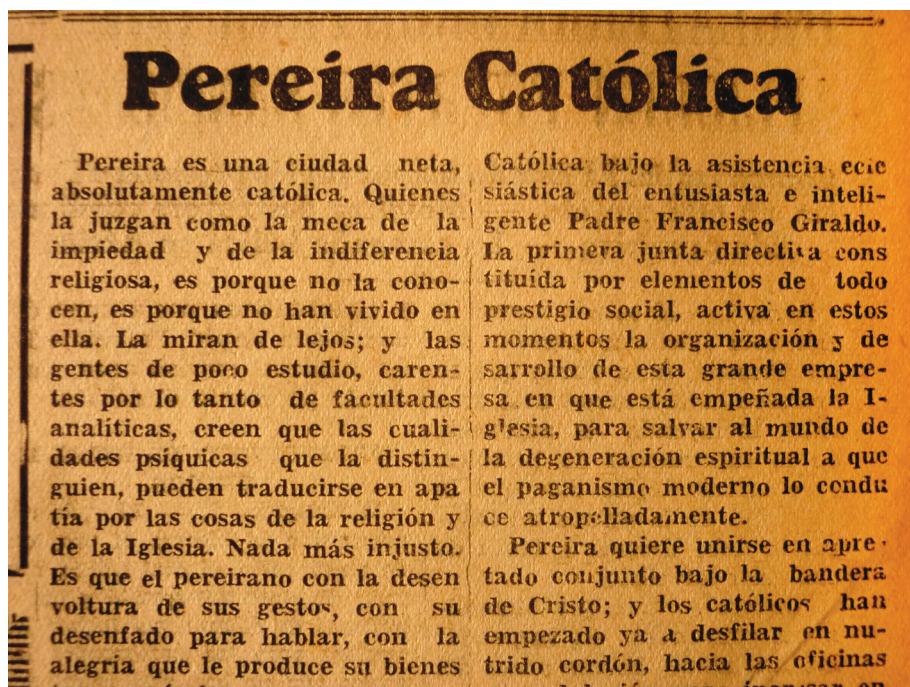 Pereira Católica
Pereira es una ciudad neta,
absolutamente católica. Quienes
la juzgan como la meca de la
impiedad y de la indiferencia
religiosa, es porque no la cono-
cen, es porque no han vivido en
ella. La miran de lejos; y las
gentes de poco estudio, caren-
tes por lo tanto de facultades
analíticas, creen que las cuali-
dades psíquicas que la distin-
guien, pueden traducirse en apa
tía por las cosas de la religión y
de la Iglesia. Nada más injusto.
Es que el pereirano con la desen
voltura de sus gestos, con su
desenfado para hablar, con la
alegria que le produce su bienes
Católica bajo la asistencia ecle
siástica del entusiasta e inteli-
gente Padre Francisco Giraldo.
La primera junta directiva cons
tituída por elementos de todo
prestigio social, activa en estos
momentos la organización y de
sarrollo de esta grande empre-
sa en que está empeñada la I-
glesia, para salvar al mundo de
la degeneración espiritual a que
el paganismo moderno lo condu
ce atropelladamente.
Pereira quiere unirse en apre-
tado conjunto bajo la bandera
de Cristo; y los católicos han
empezado ya a desfilar en nu-
trido cordón, hacia las oficinas